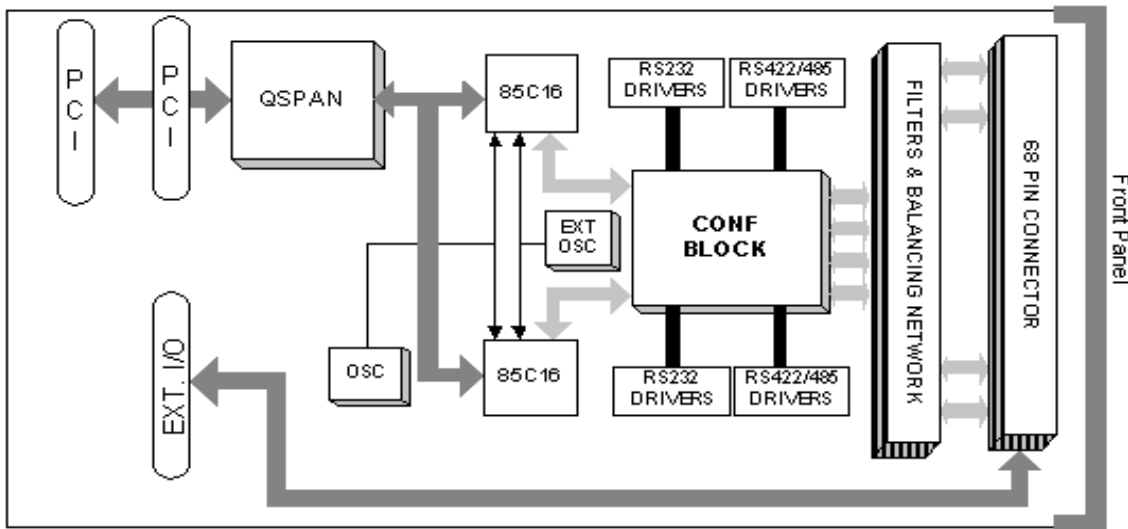 PCI
PCI
QSPAN
85C16
RS232
DRIVERS
RS422/485
DRIVERS
EXT
OSC
CONF
BLOCK
OSC
85C16
RS232
DRIVERS
RS422/485
DRIVERS
EXT. I/O
FILTERS & BALANCING NETWORK
68 PIN CONNECTOR
Front Panel